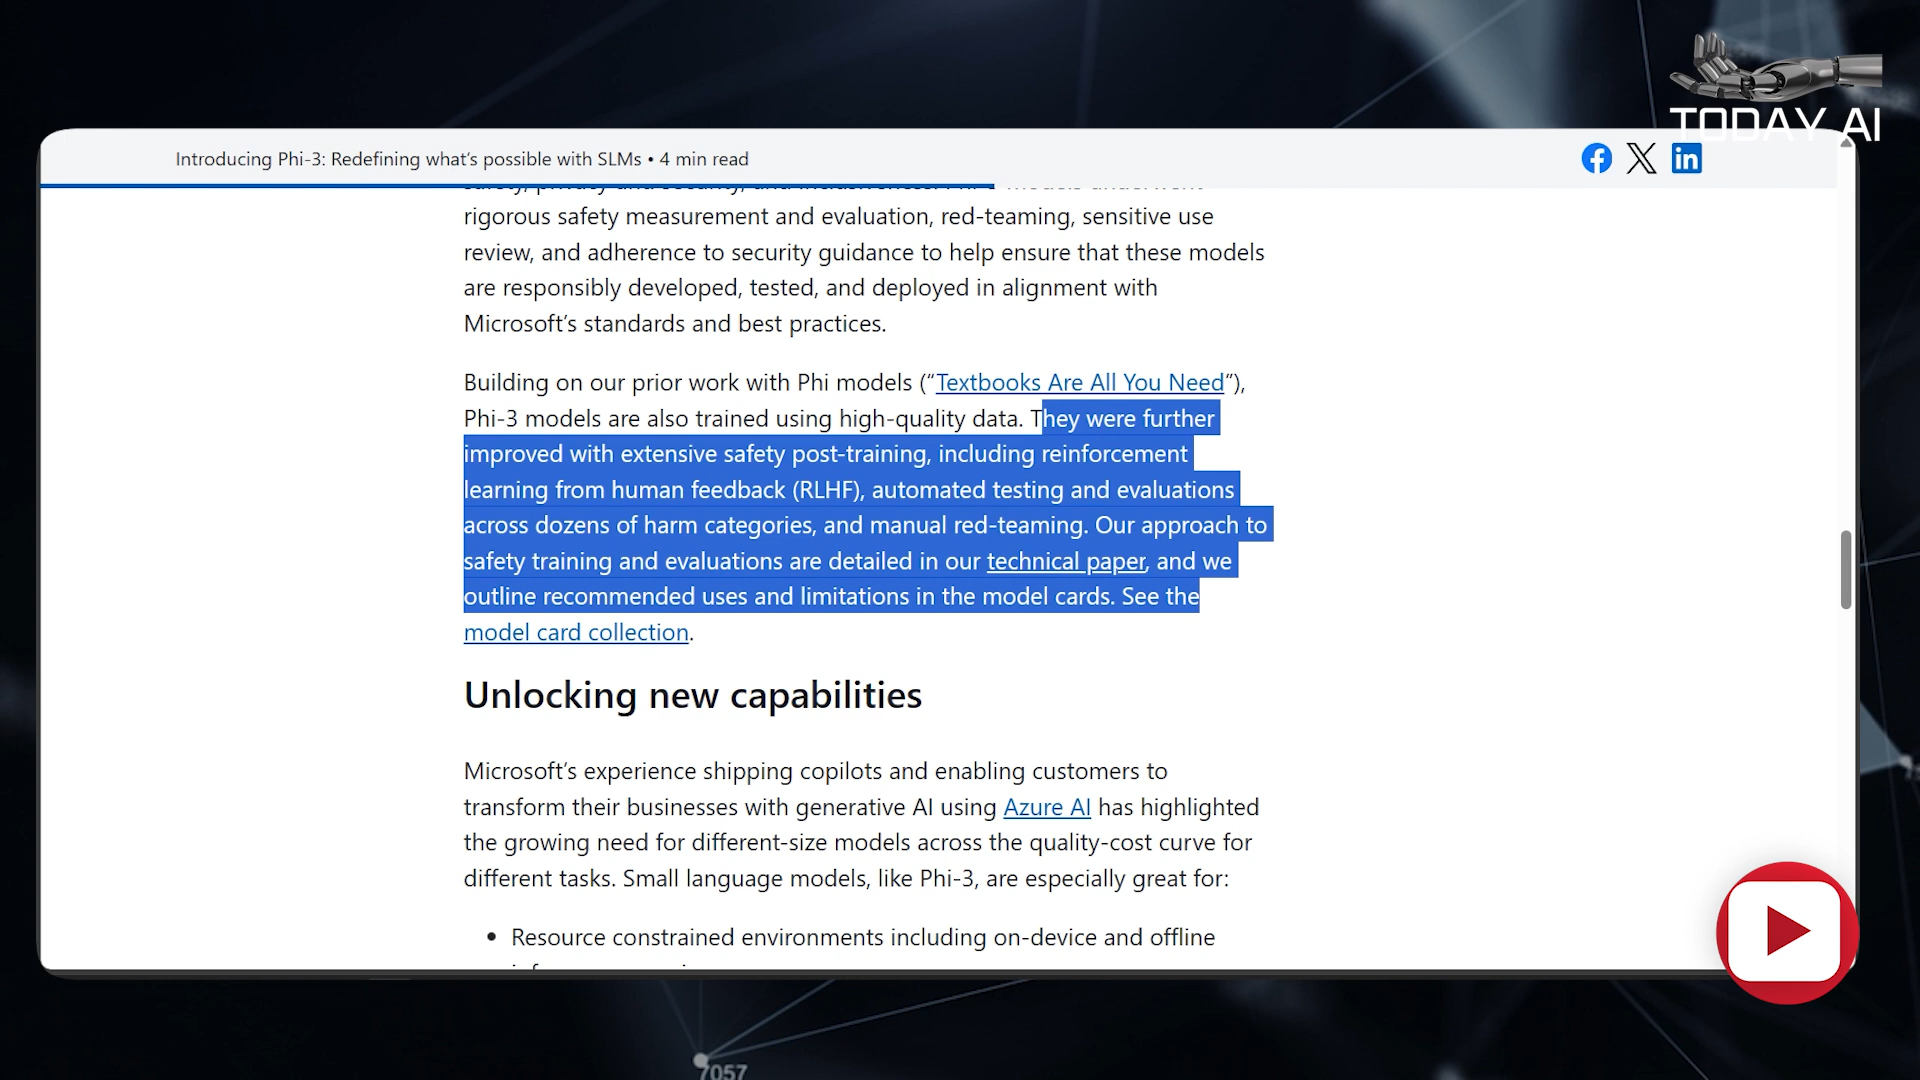 TODAY AI
Introducing Phi-3: Redefining what’s possible with SLMs • 4 min read
rigorous safety measurement and evaluation, red-teaming, sensitive use
review, and adherence to security guidance to help ensure that these models
are responsibly developed, tested, and deployed in alignment with
Microsoft’s standards and best practices.
Building on our prior work with Phi models (“Textbooks Are All You Need“),
Phi-3 models are also trained using high-quality data. They were further
improved with extensive safety post-training, including reinforcement
learning from human feedback (RLHF), automated testing and evaluations
across dozens of harm categories, and manual red-teaming. Our approach to
safety training and evaluations are detailed in our technical paper, and we
outline recommended uses and limitations in the model cards. See the
model card collection.
Unlocking new capabilities
Microsoft’s experience shipping copilots and enabling customers to
transform their businesses with generative AI using Azure AI has highlighted
the growing need for different-size models across the quality-cost curve for
different tasks. Small language models, like Phi-3, are especially great for:
• Resource constrained environments including on-device and offline
7057